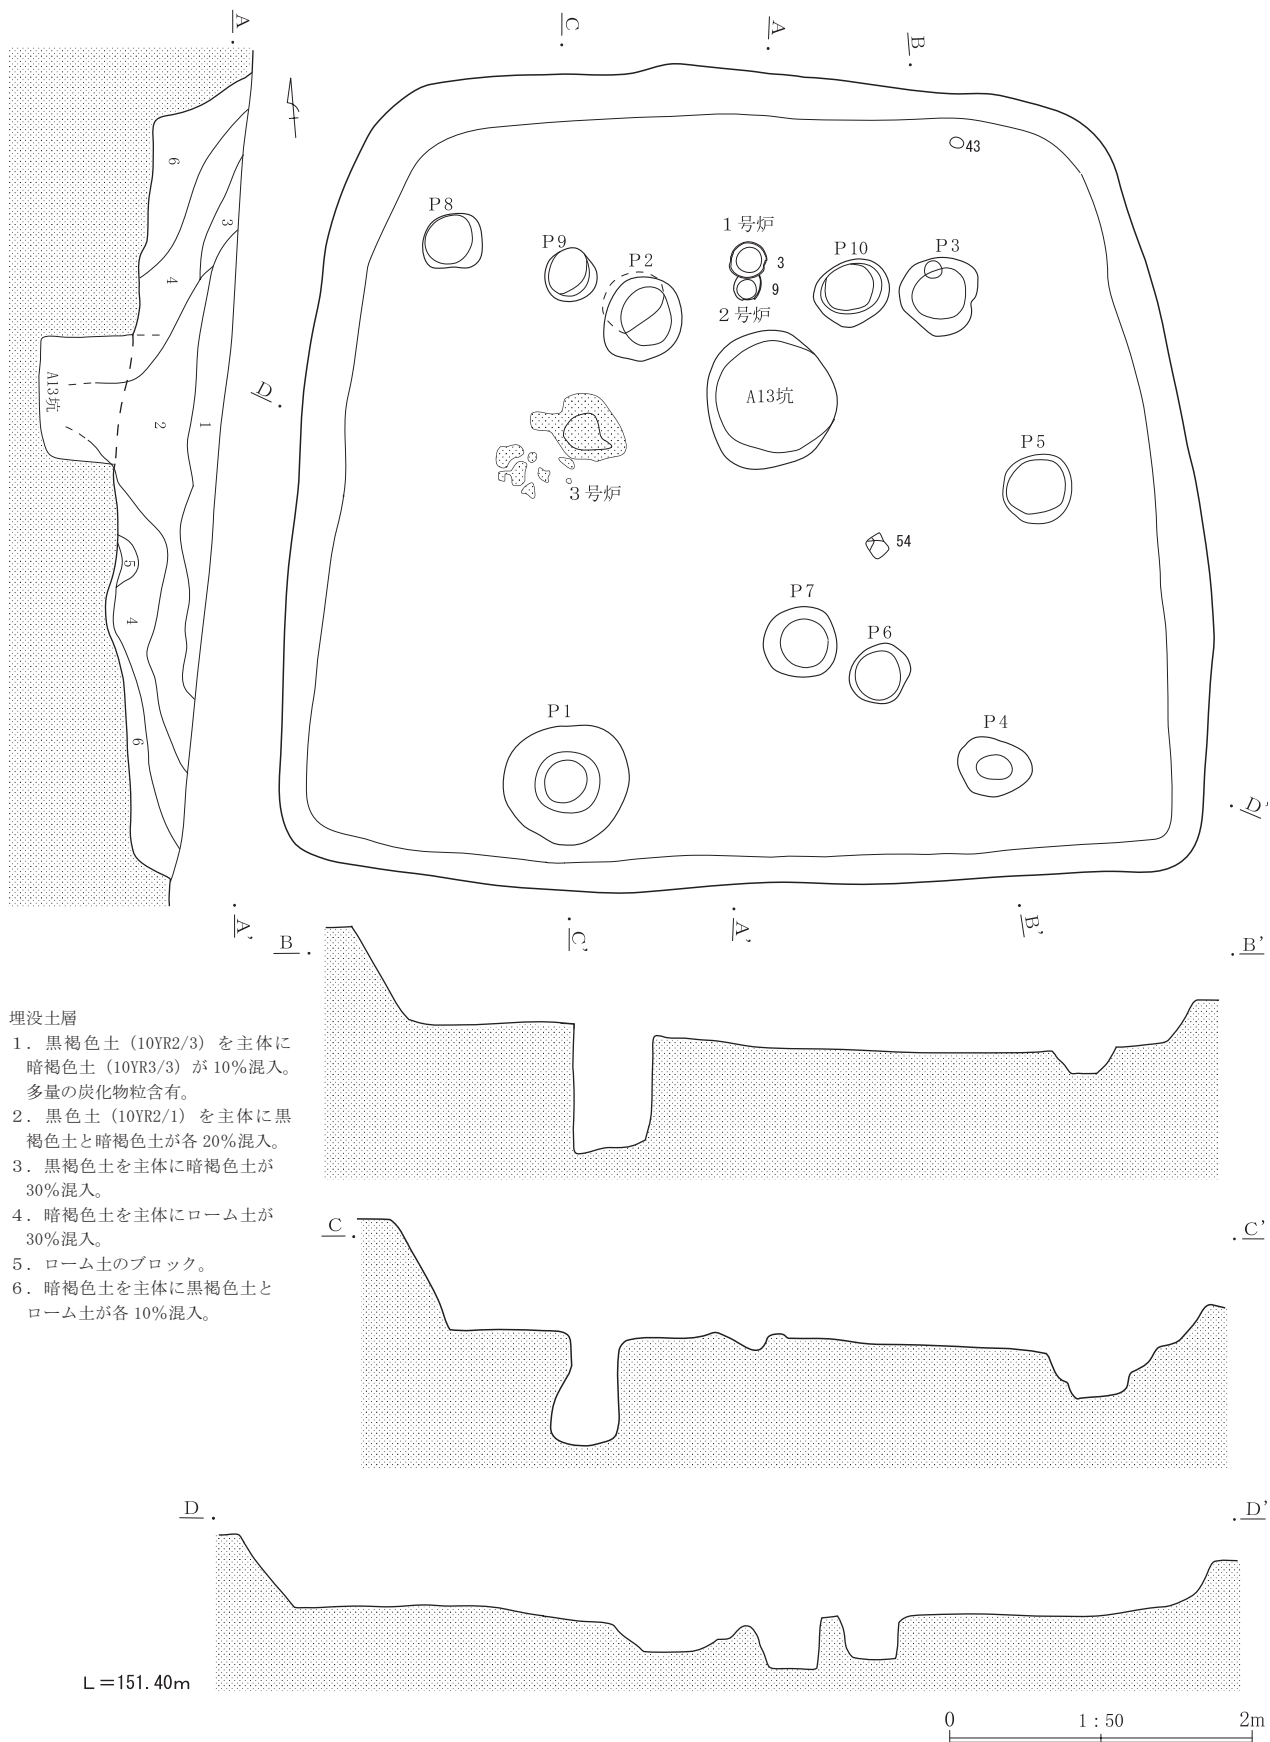 A
C
A
B
43
P8
P9
P2
1号炉
3
9
2号炉
P10
P3
6
3
4
A13坑
2
1
D
A13坑
P5
3号炉
54
5
4
P7
P6
6
P1
P4
D'
A'
C'
A'
B'
B
B'
埋没土層
1．黒褐色土（10YR2/3）を主体に
暗褐色土（10YR3/3）が10％混入。
多量の炭化物粒含有。
2．黒色土（10YR2/1）を主体に黒
褐色土と暗褐色土が各20％混入。
3．黒褐色土を主体に暗褐色土が
30％混入。
4．暗褐色土を主体にローム土が
30％混入。
5．ローム土のブロック。
6．暗褐色土を主体に黒褐色土と
ローム土が各10％混入。
C
C'
D
D'
L＝151.40m
0
1：50
2m